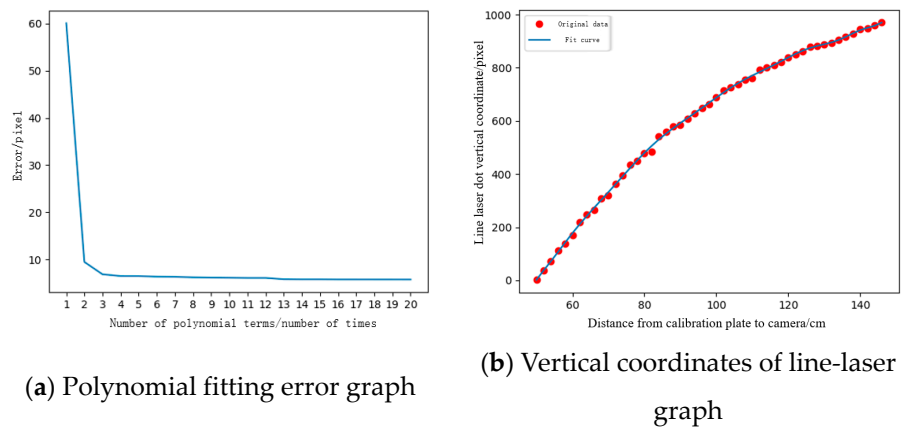 60
50
40
30
20
10
Error/pixel
1 2 3 4 5 6 7 8 9 10 11 12 13 14 15 16 17 18 19 20
Number of polynomial terms/number of times
(a) Polynomial fitting error graph
1000
800
600
400
200
0
Line laser dot vertical coordinate/pixel
Original data
Fit curve
60 80 100 120 140
Distance from calibration plate to camera/cm
(b) Vertical coordinates of line-laser
graph